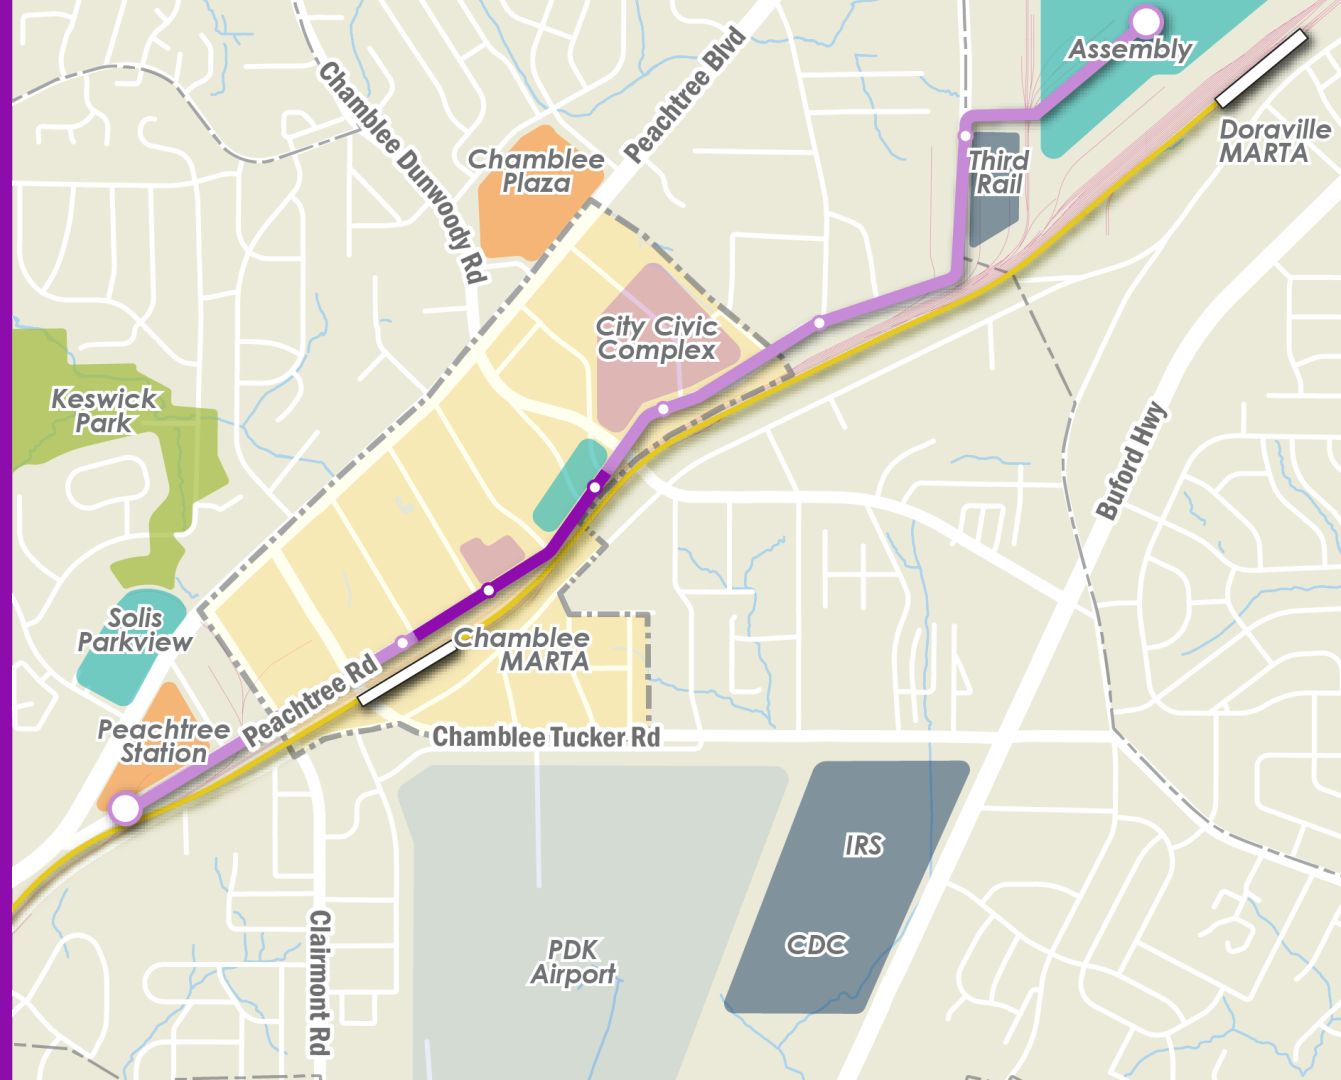 Assembly
Peachtree Blvd
Chamblee Dunwoody Rd
Doraville
MARTA
Chamblee
Plaza
Third
Rail
City Civic
Complex
Keswick
Park
Buford Hwy
Solis
Parkview
Chamblee
MARTA
Peachtree Rd
Peachtree
Station
Chamblee Tucker Rd
IRS
CDC
PDK
Airport
Clairmont Rd